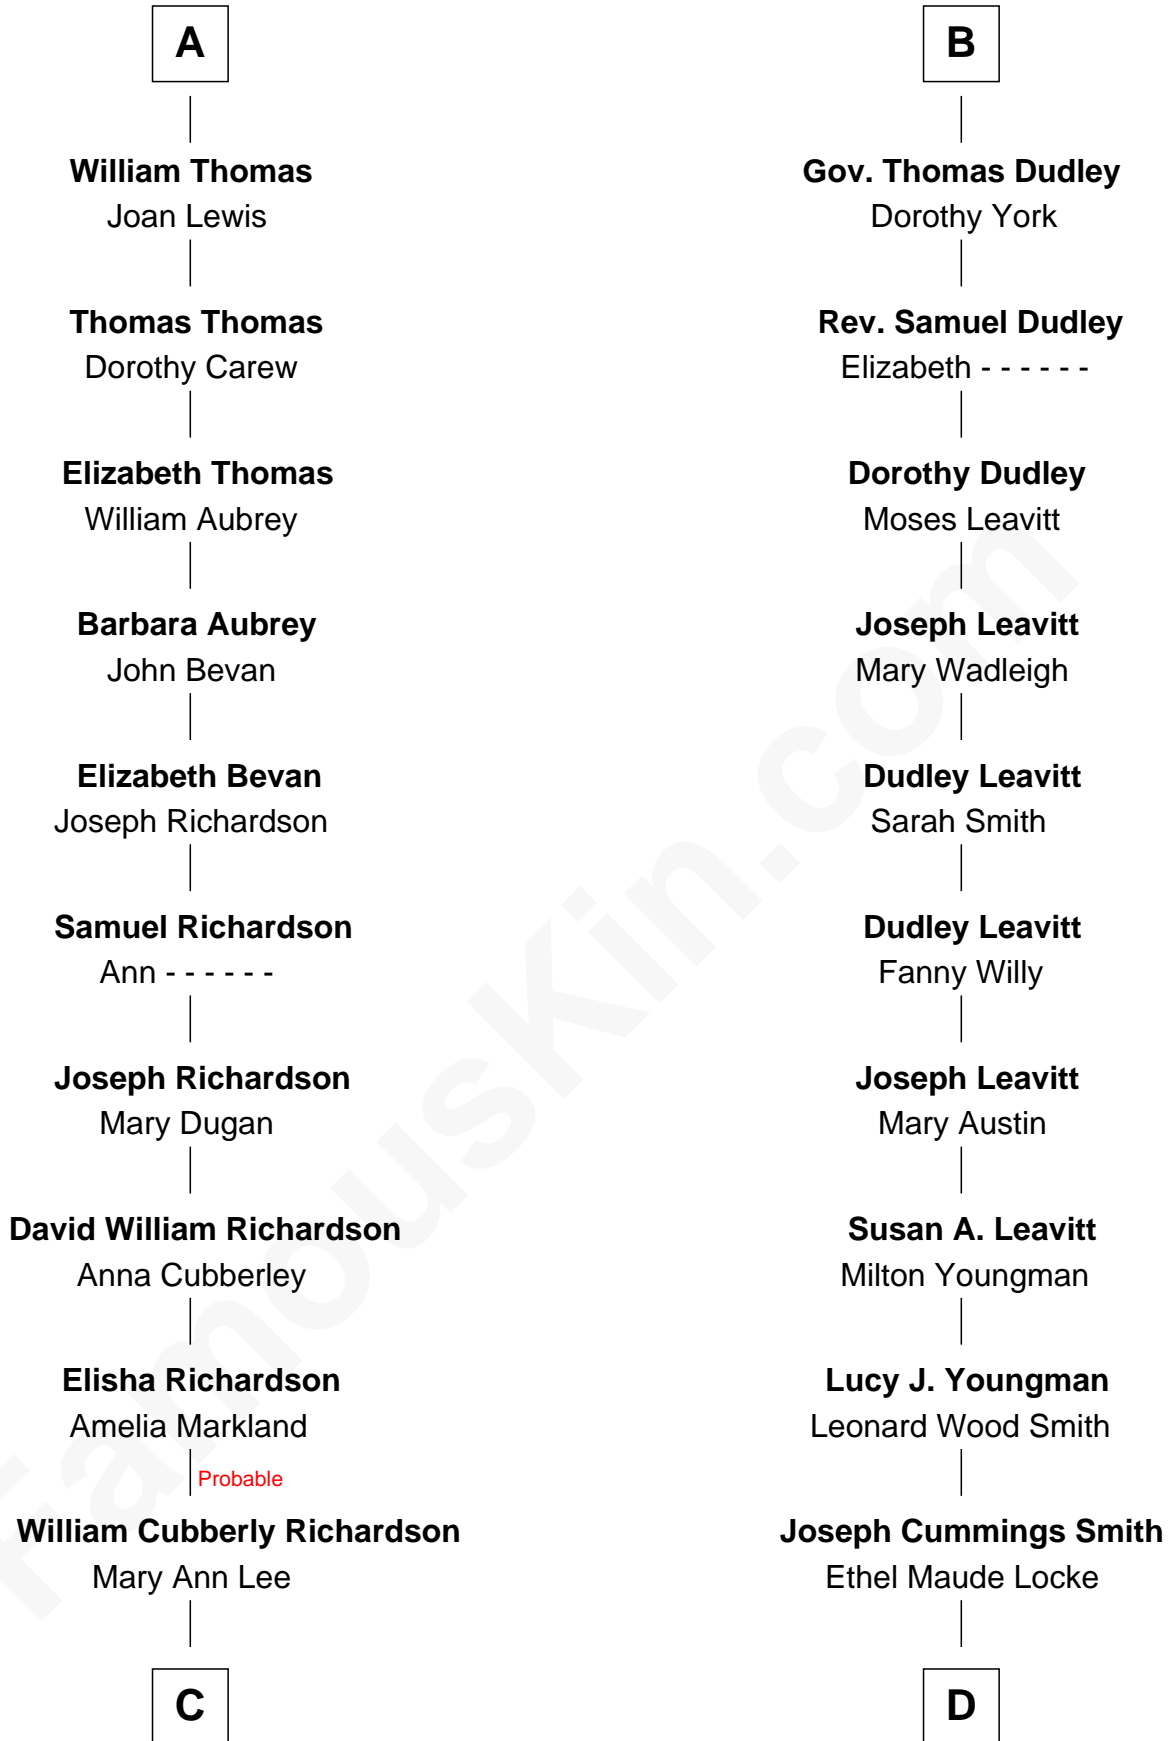 A
William Thomas
Joan Lewis
Thomas Thomas
Dorothy Carew
Elizabeth Thomas
William Aubrey
Barbara Aubrey
John Bevan
Elizabeth Bevan
Joseph Richardson
Samuel Richardson
Ann - - - - - -
Joseph Richardson
Mary Dugan
David William Richardson
Anna Cubberley
Elisha Richardson
Amelia Markland
Probable
William Cubberly Richardson
Mary Ann Lee
C
B
Gov. Thomas Dudley
Dorothy York
Rev. Samuel Dudley
Elizabeth - - - - - -
Dorothy Dudley
Moses Leavitt
Joseph Leavitt
Mary Wadleigh
Dudley Leavitt
Sarah Smith
Dudley Leavitt
Fanny Willy
Joseph Leavitt
Mary Austin
Susan A. Leavitt
Milton Youngman
Lucy J. Youngman
Leonard Wood Smith
Joseph Cummings Smith
Ethel Maude Locke
D
FamousKin.com